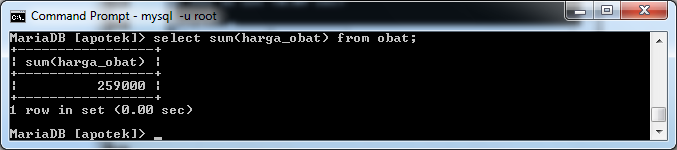 Command Prompt - mysql  -u root
MariaDB [apotek]> select sum(harga_obat) from obat;
+-----------------+
| sum(harga_obat) |
+-----------------+
|          259000 |
+-----------------+
1 row in set (0.00 sec)
MariaDB [apotek]> _